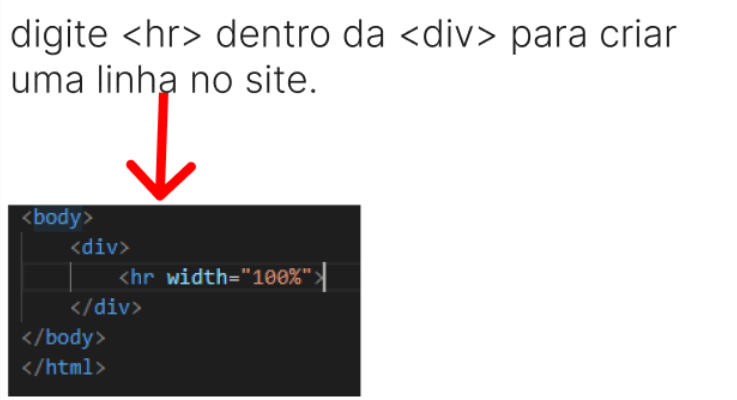 digite <hr> dentro da <div> para criar
uma linha no site.
<body>
<div>
<hr width="100%">
</div>
</body>
</html>